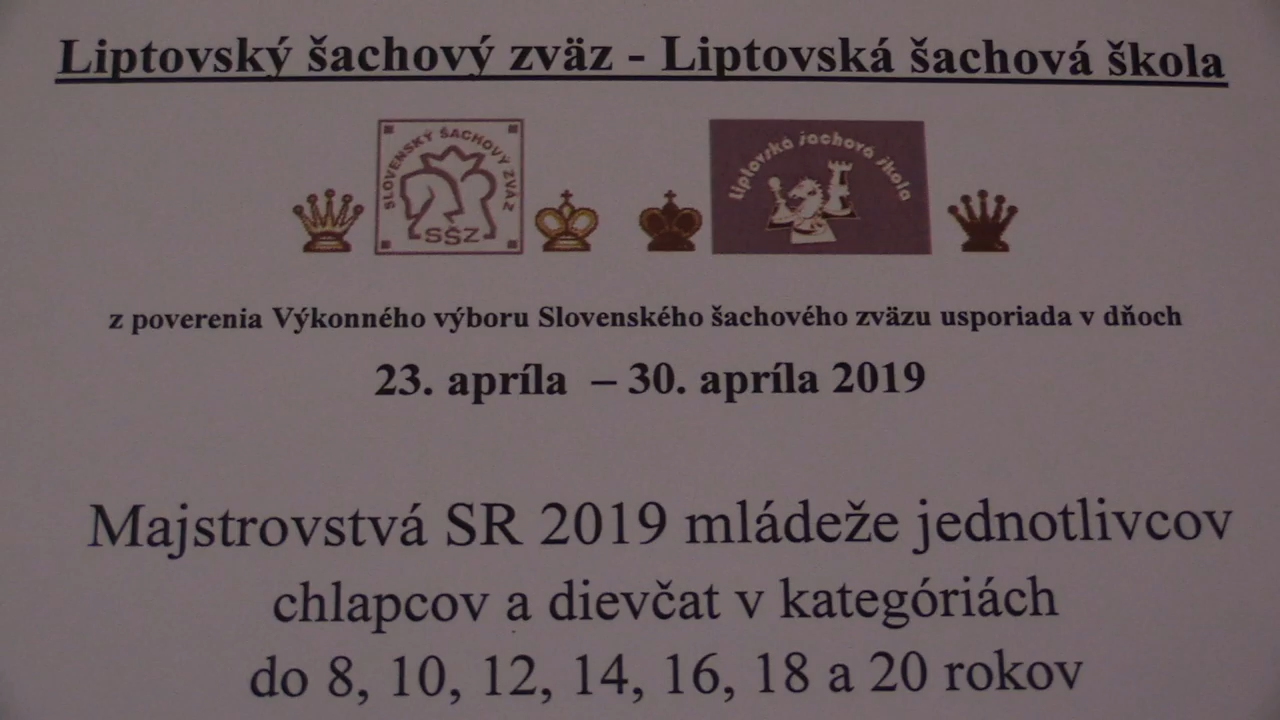 Liptovský šachový zväz - Liptovská šachová škola
SLOVENSKÝ ŠACHOVÝ ZVÄZ
SŠZ
Liptovská šachová škola
z poverenia Výkonného výboru Slovenského šachového zväzu usporiada v dňoch
23. apríla – 30. apríla 2019
Majstrovstvá SR 2019 mládeže jednotlivcov
chlapcov a dievčat v kategóriách
do 8, 10, 12, 14, 16, 18 a 20 rokov